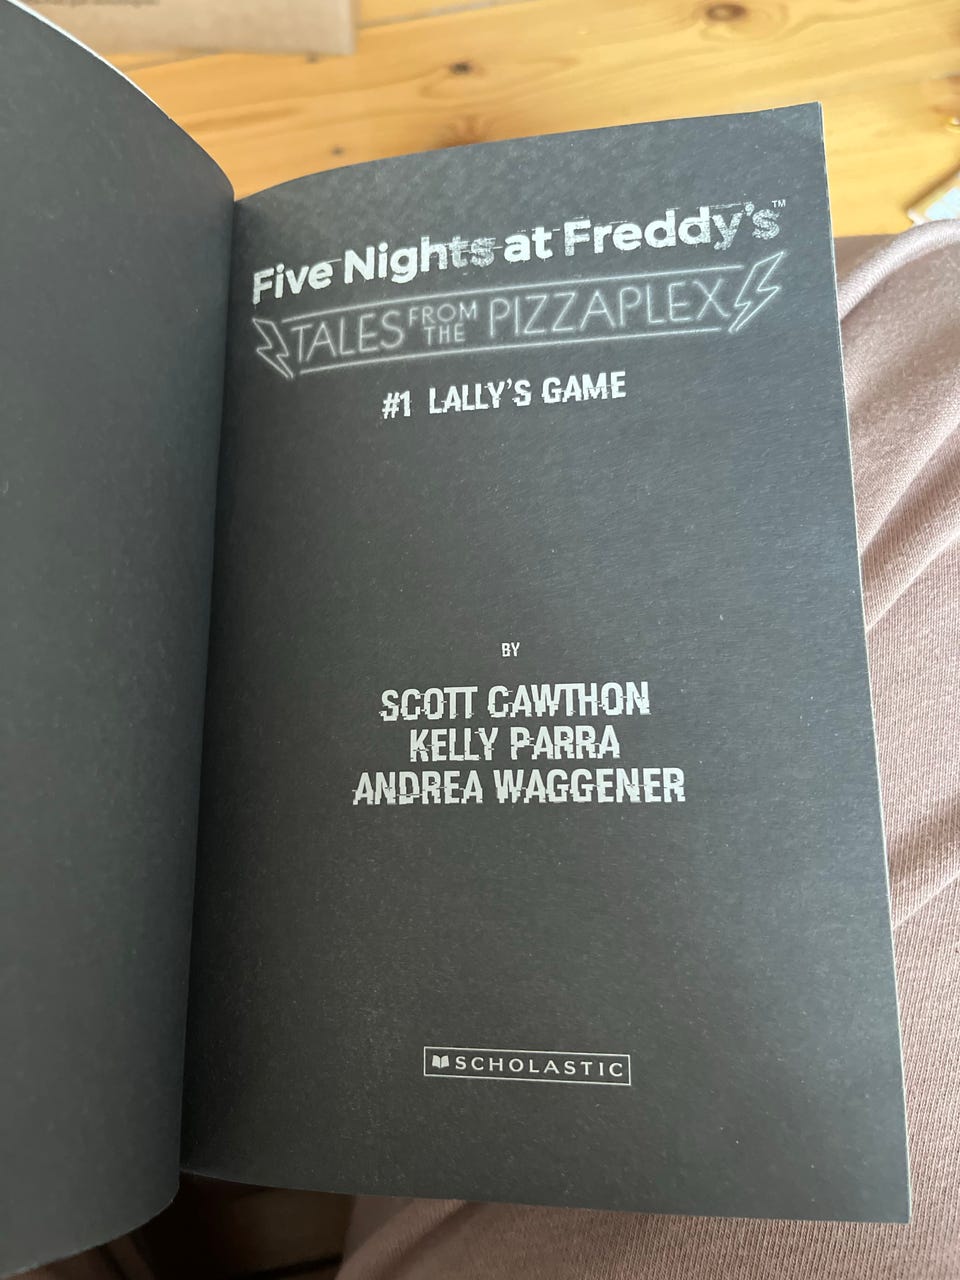 Five Nights at Freddy's™
TALES FROM THE PIZZAPLEX
#1 LALLY'S GAME
BY
SCOTT CAWTHON
KELLY PARRA
ANDREA WAGGENER
SCHOLASTIC